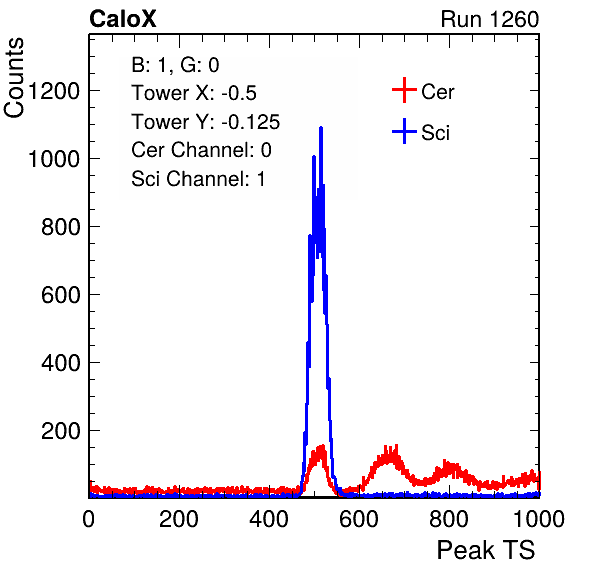 CaloX Run 1260
Counts
B: 1, G: 0
Tower X: -0.5
Tower Y: -0.125
Cer Channel: 0
Sci Channel: 1
Cer
Sci
1200
1000
800
600
400
200
0 200 400 600 800 1000
Peak TS